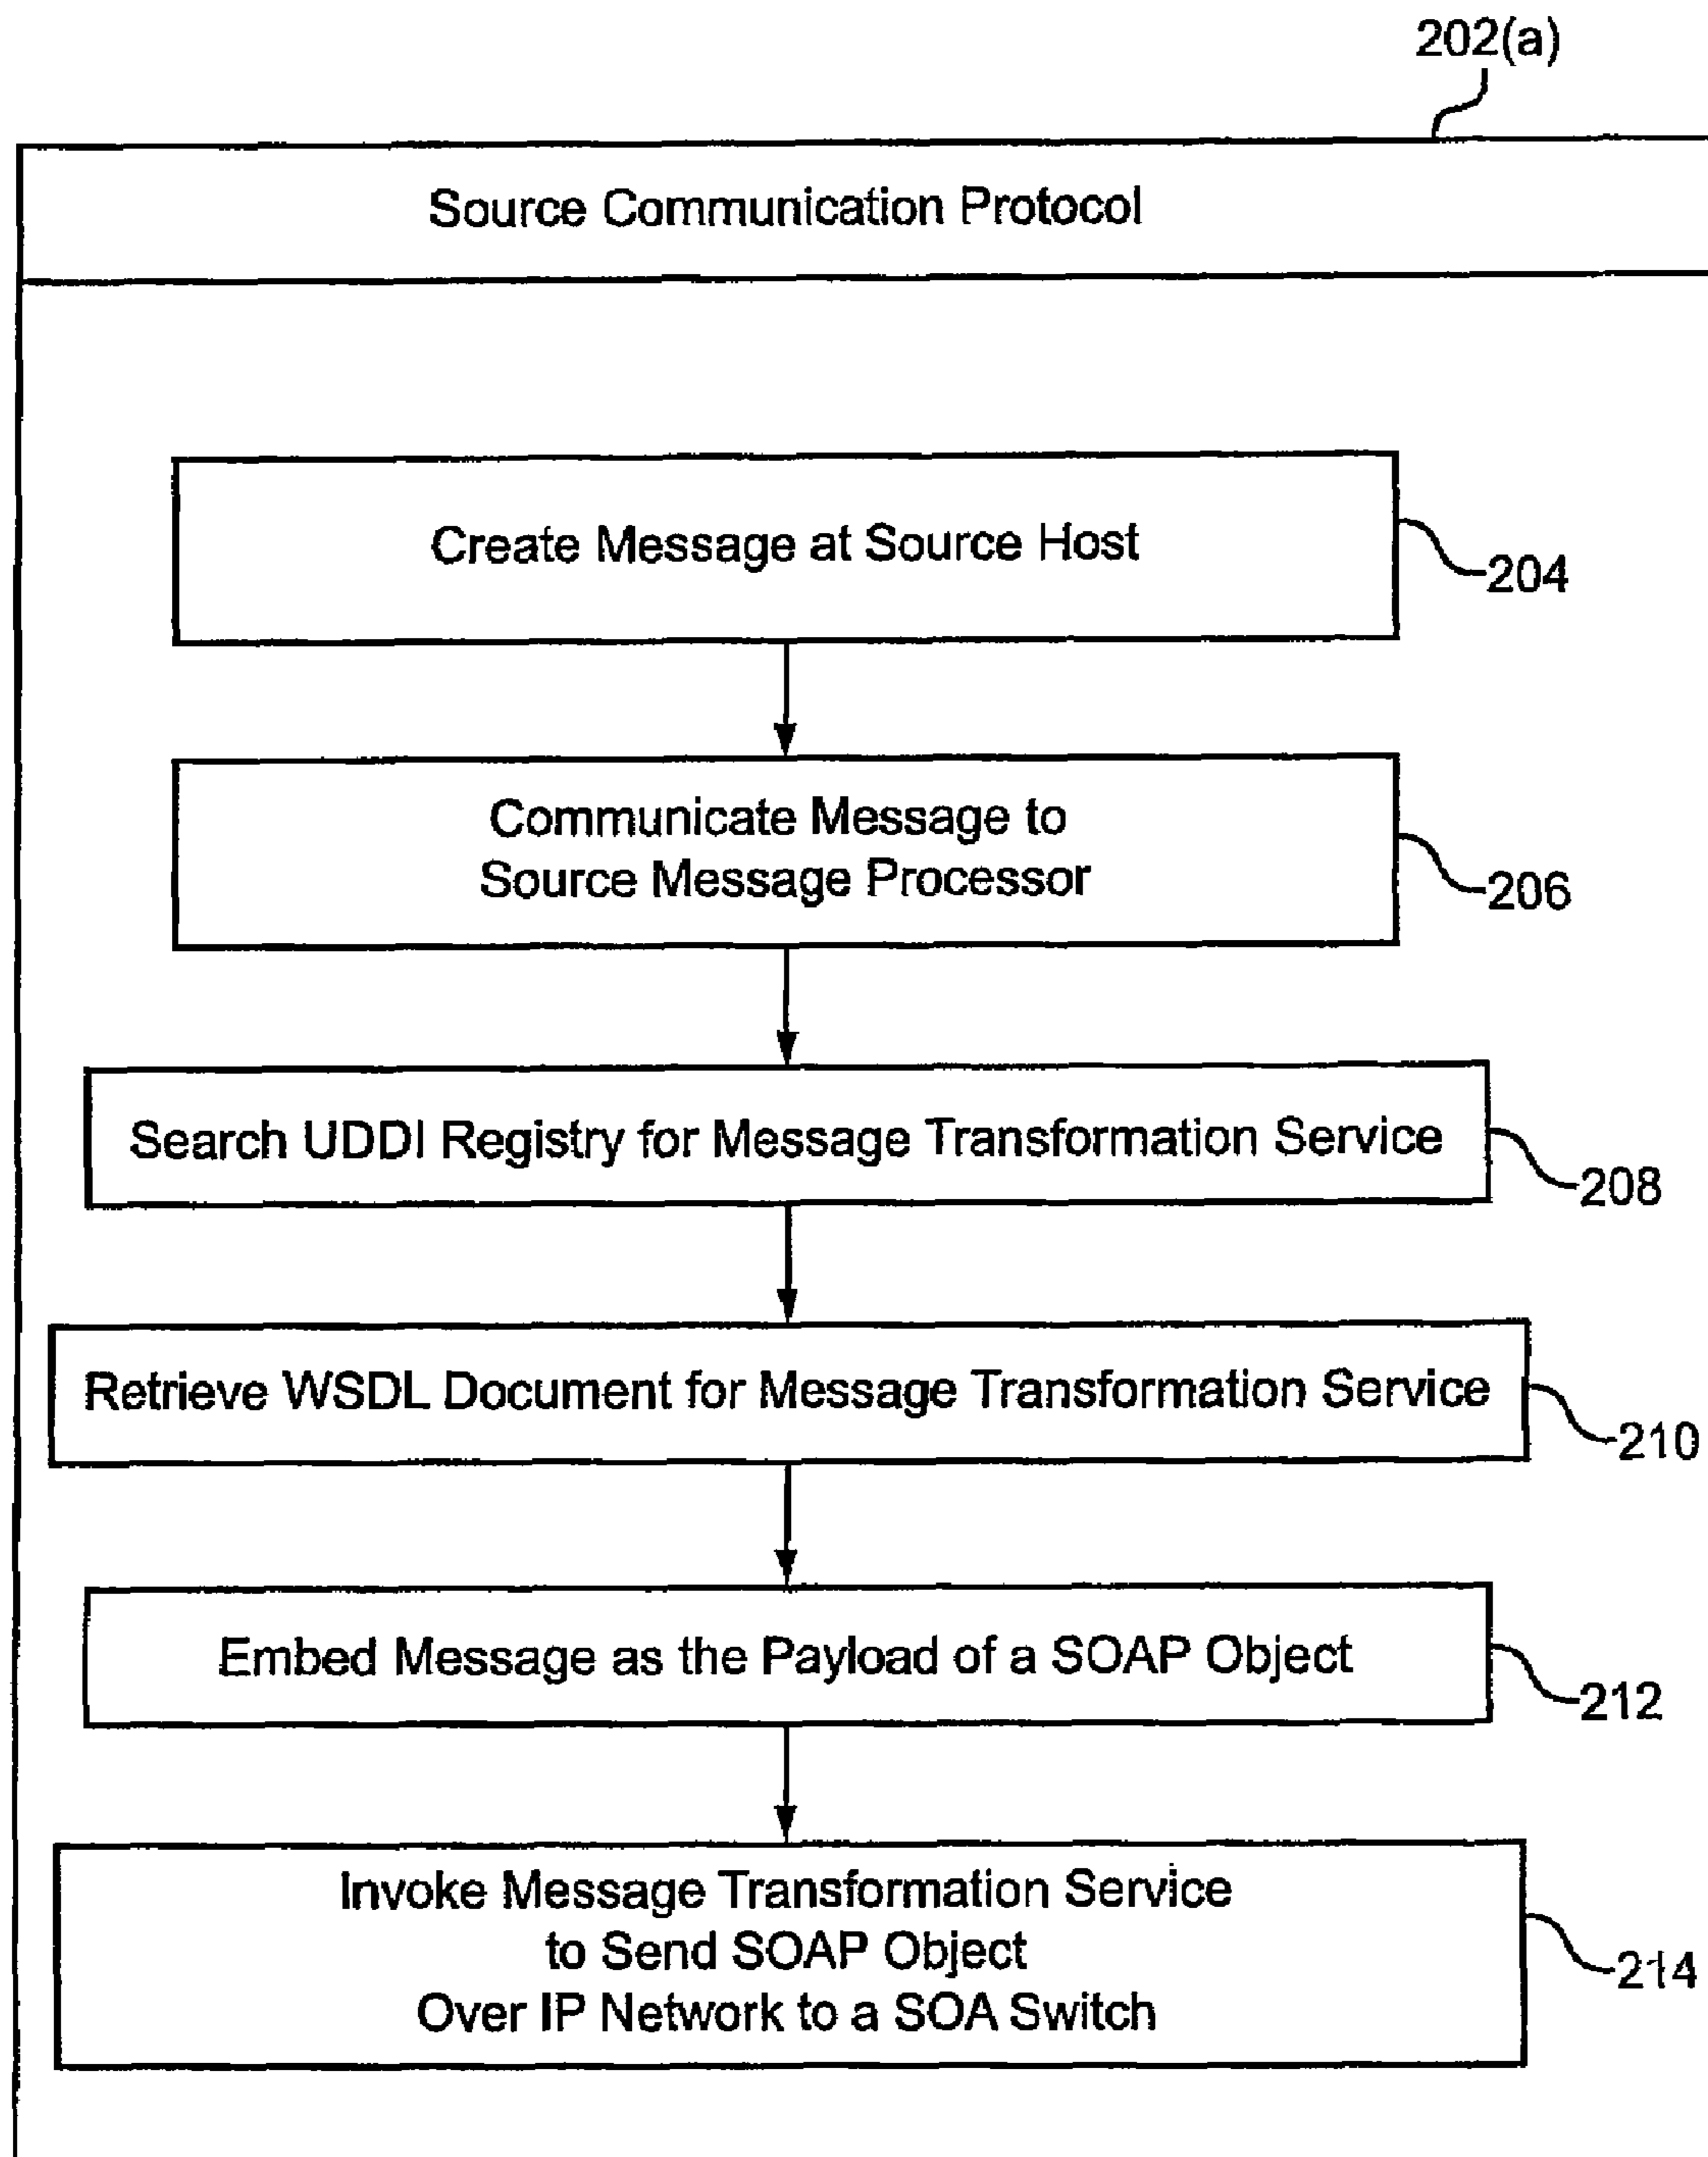 202(a)
Source Communication Protocol
Create Message at Source Host
204
Communicate Message to
Source Message Processor
206
Search UDDI Registry for Message Transformation Service
208
Retrieve WSDL Document for Message Transformation Service
210
Embed Message as the Payload of a SOAP Object
212
Invoke Message Transformation Service
to Send SOAP Object
Over IP Network to a SOA Switch
214